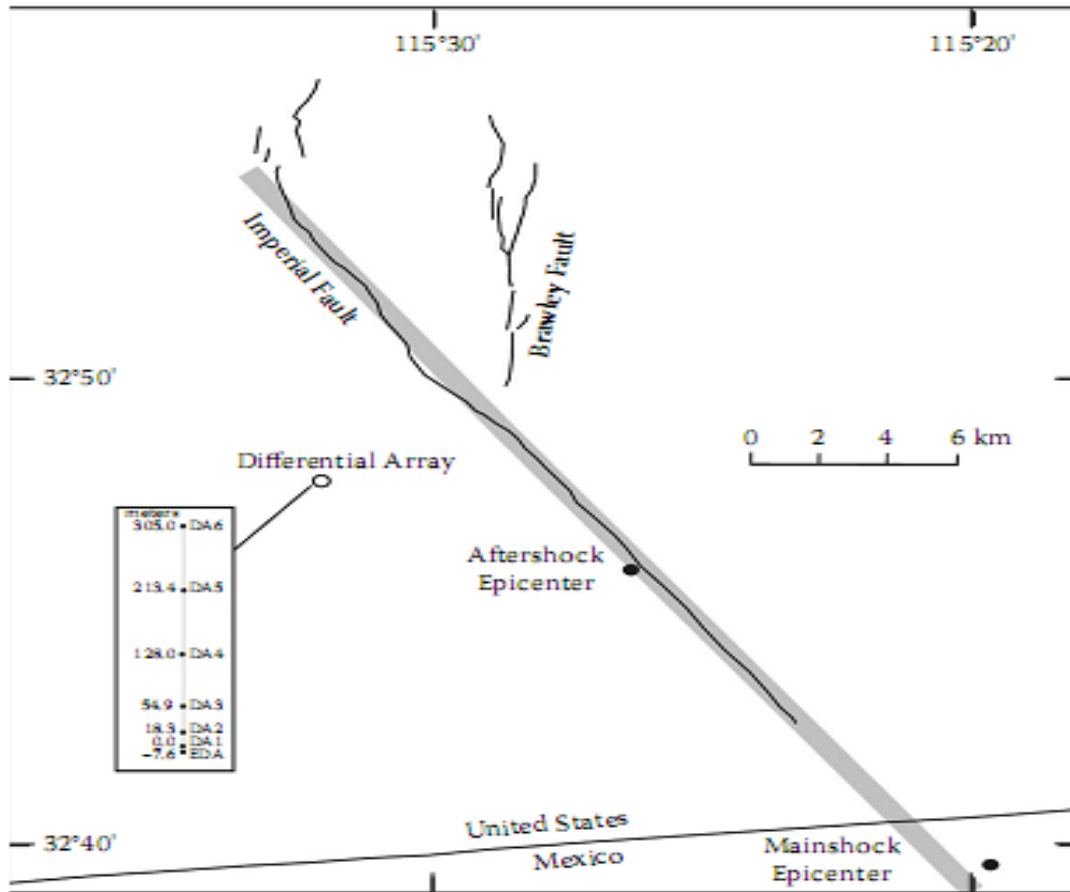 115°30'
115°20'
Imperial Fault
Brawley Fault
32°50'
0 2 4 6 km
Differential Array
meters
305.0 DA6
213.4 DA5
128.0 DA4
54.9 DA3
18.3 DA2
0.0 DA1
-7.6 EDA
Aftershock
Epicenter
32°40'
United States
Mexico
Mainshock
Epicenter